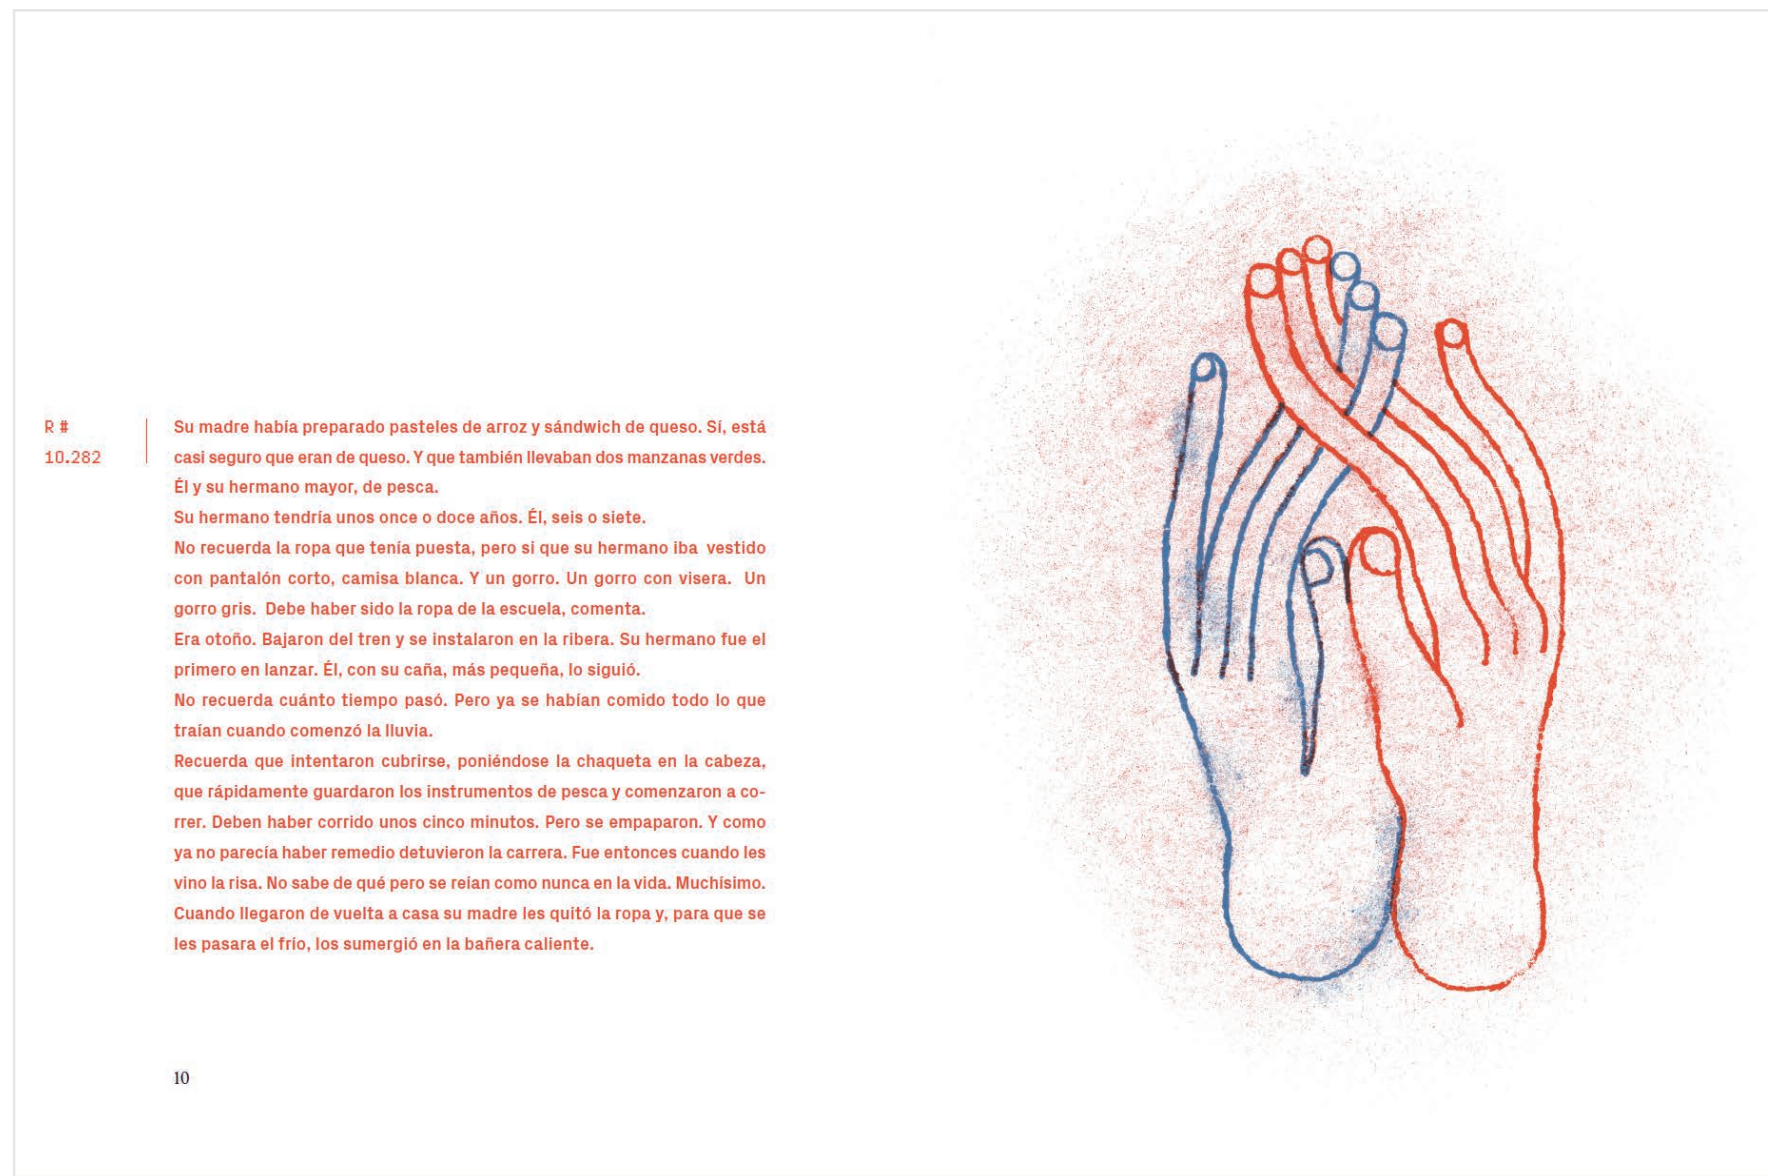 R #
10.282
Su madre había preparado pasteles de arroz y sándwich de queso. Sí, está
casi seguro que eran de queso. Y que también llevaban dos manzanas verdes.
Él y su hermano mayor, de pesca.
Su hermano tendría unos once o doce años. Él, seis o siete.
No recuerda la ropa que tenía puesta, pero si que su hermano iba vestido
con pantalón corto, camisa blanca. Y un gorro. Un gorro con visera. Un
gorro gris. Debe haber sido la ropa de la escuela, comenta.
Era otoño. Bajaron del tren y se instalaron en la ribera. Su hermano fue el
primero en lanzar. Él, con su caña, más pequeña, lo siguió.
No recuerda cuánto tiempo pasó. Pero ya se habían comido todo lo que
traían cuando comenzó la lluvia.
Recuerda que intentaron cubrirse, poniéndose la chaqueta en la cabeza,
que rápidamente guardaron los instrumentos de pesca y comenzaron a co-
rrer. Deben haber corrido unos cinco minutos. Pero se empaparon. Y como
ya no parecía haber remedio detuvieron la carrera. Fue entonces cuando les
vino la risa. No sabe de qué pero se reían como nunca en la vida. Muchísimo.
Cuando llegaron de vuelta a casa su madre les quitó la ropa y, para que se
les pasara el frío, los sumergió en la bañera caliente.
10